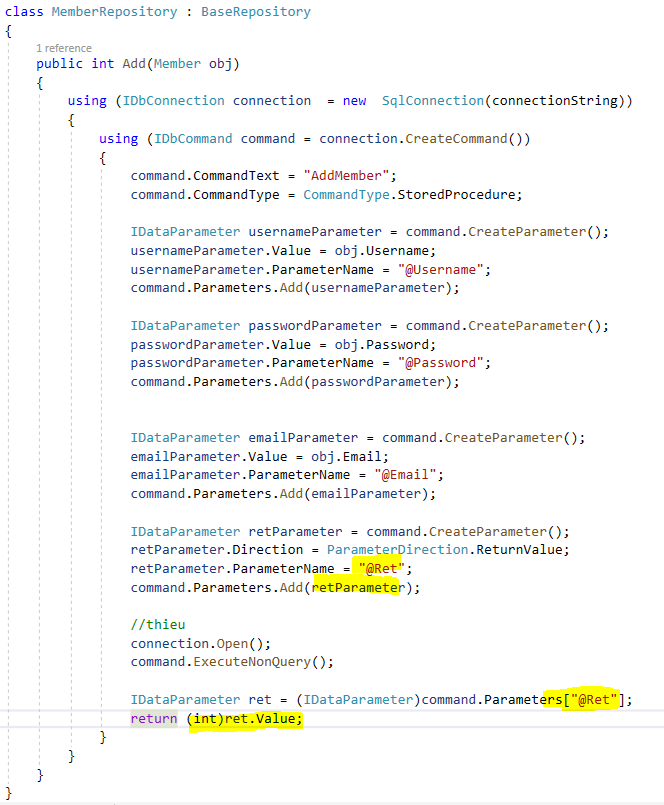 class MemberRepository : BaseRepository
{
1 reference
public int Add(Member obj)
{
using (IDbConnection connection  = new  SqlConnection(connectionString))
{
using (IDbCommand command = connection.CreateCommand())
{
command.CommandText = "AddMember";
command.CommandType = CommandType.StoredProcedure;
IDataParameter usernameParameter = command.CreateParameter();
usernameParameter.Value = obj.Username;
usernameParameter.ParameterName = "@Username";
command.Parameters.Add(usernameParameter);
IDataParameter passwordParameter = command.CreateParameter();
passwordParameter.Value = obj.Password;
passwordParameter.ParameterName = "@Password";
command.Parameters.Add(passwordParameter);
IDataParameter emailParameter = command.CreateParameter();
emailParameter.Value = obj.Email;
emailParameter.ParameterName = "@Email";
command.Parameters.Add(emailParameter);
IDataParameter retParameter = command.CreateParameter();
retParameter.Direction = ParameterDirection.ReturnValue;
retParameter.ParameterName = "@Ret";
command.Parameters.Add(retParameter);
//thieu
connection.Open();
command.ExecuteNonQuery();
IDataParameter ret = (IDataParameter)command.Parameters["@Ret"];
return (int)ret.Value;
}
}
}
}